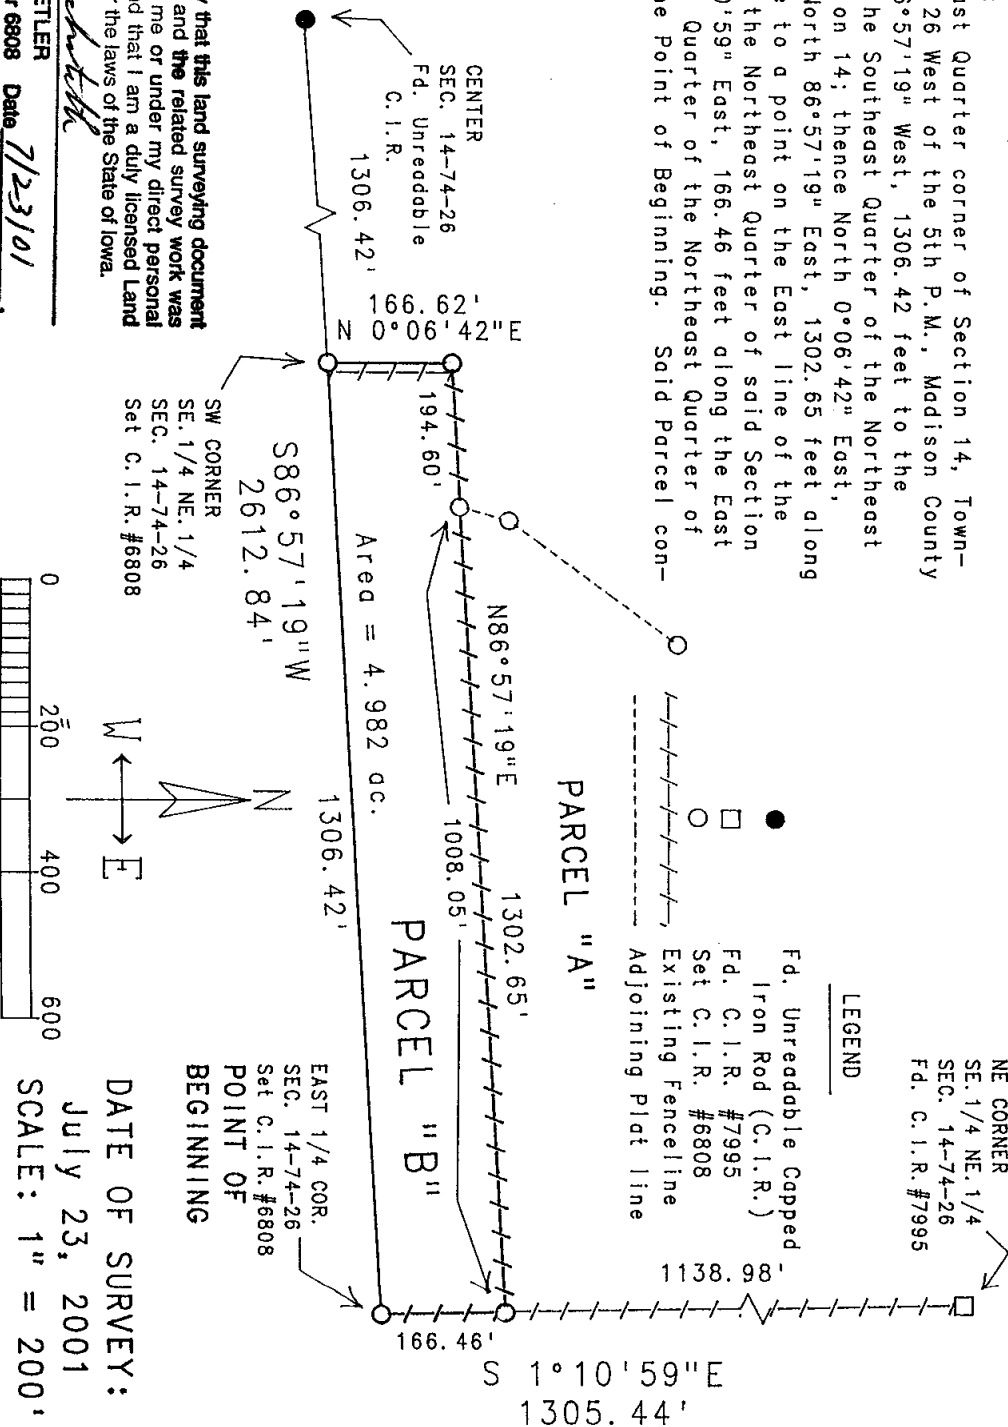 ust Quarter corner of Section 14, Town-
26 West of the 5th P.M., Madison County
6°57'19" West, 1306.42 feet to the
he Southeast Quarter of the Northeast
on 14; thence North 0°06'42" East,
North 86°57'19" East, 1302.65 feet along
e to a point on the East line of the
the Northeast Quarter of said Section
0'59" East, 166.46 feet along the East
Quarter of the Northeast Quarter of
he Point of Beginning. Said Parcel con-
NE CORNER
SE.1/4 NE.1/4
SEC. 14-74-26
Fd. C.I.R. #7995
LEGEND
Fd. Unreadable Capped
Iron Rod (C.I.R.)
Fd. C.I.R. #7995
Set C.I.R. #6808
Existing Fenceline
Adjoining Plat line
1138.98'
PARCEL "A"
CENTER
SEC. 14-74-26
Fd. Unreadable
C.I.R.
1306.42'
166.62'
N 0°06'42"E
194.60'
N86°57'19"E
1302.65'
1008.05'
PARCEL "B"
Area = 4.982 ac.
1306.42'
S86°57'19"W
2612.84'
SW CORNER
SE.1/4 NE.1/4
SEC. 14-74-26
Set C.I.R.#6808
166.46'
S 1°10'59"E
1305.44'
EAST 1/4 COR.
SEC. 14-74-26
Set C.I.R.#6808
POINT OF
BEGINNING
N
W E
0 200 400 600
DATE OF SURVEY:
July 23, 2001
SCALE: 1" = 200'
y that this land surveying document
and the related survey work was
me or under my direct personal
nd that I am a duly licensed Land
r the laws of the State of Iowa.
ETLER
r 6808 Date 7/23/01